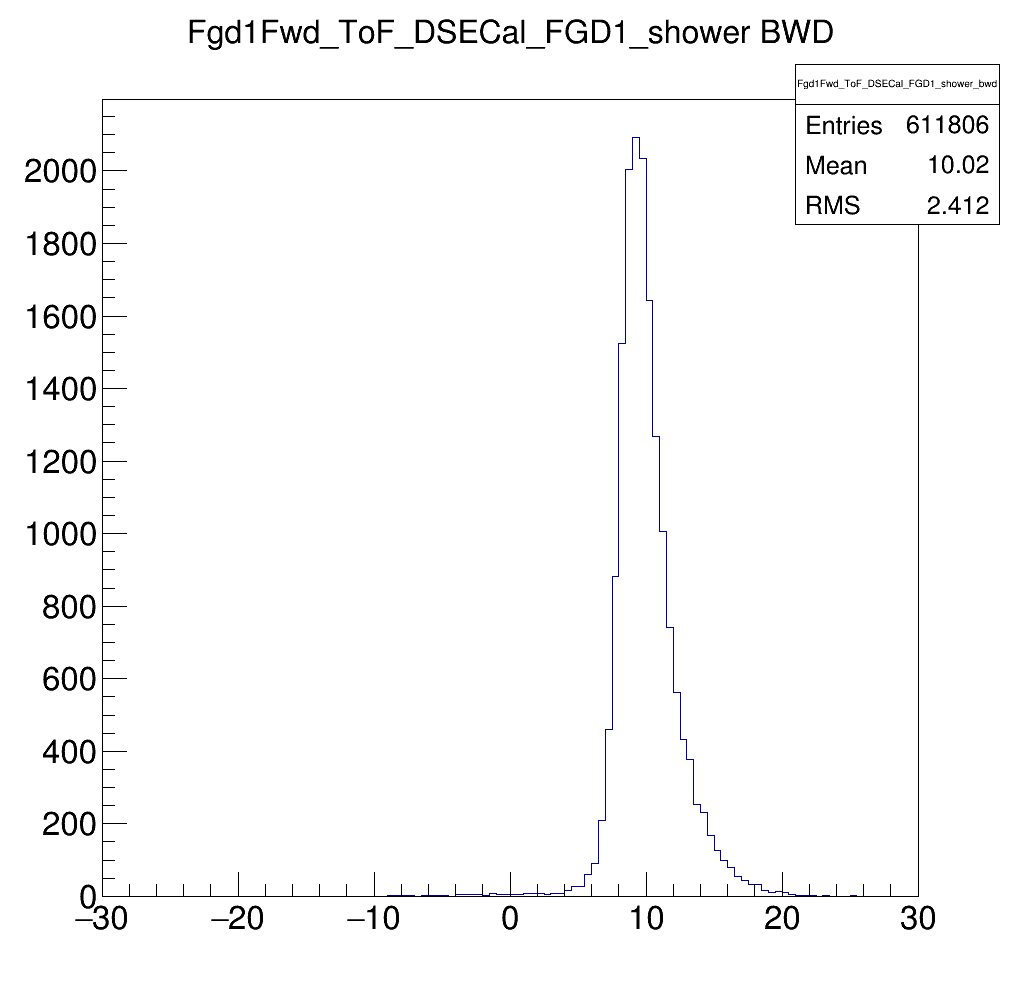 Fgd1Fwd_ToF_DSECal_FGD1_shower BWD
Fgd1Fwd_ToF_DSECal_FGD1_shower_bwd
Entries 611806
Mean 10.02
RMS 2.412
2000
1800
1600
1400
1200
1000
800
600
400
200
0
−30 −20 −10 0 10 20 30